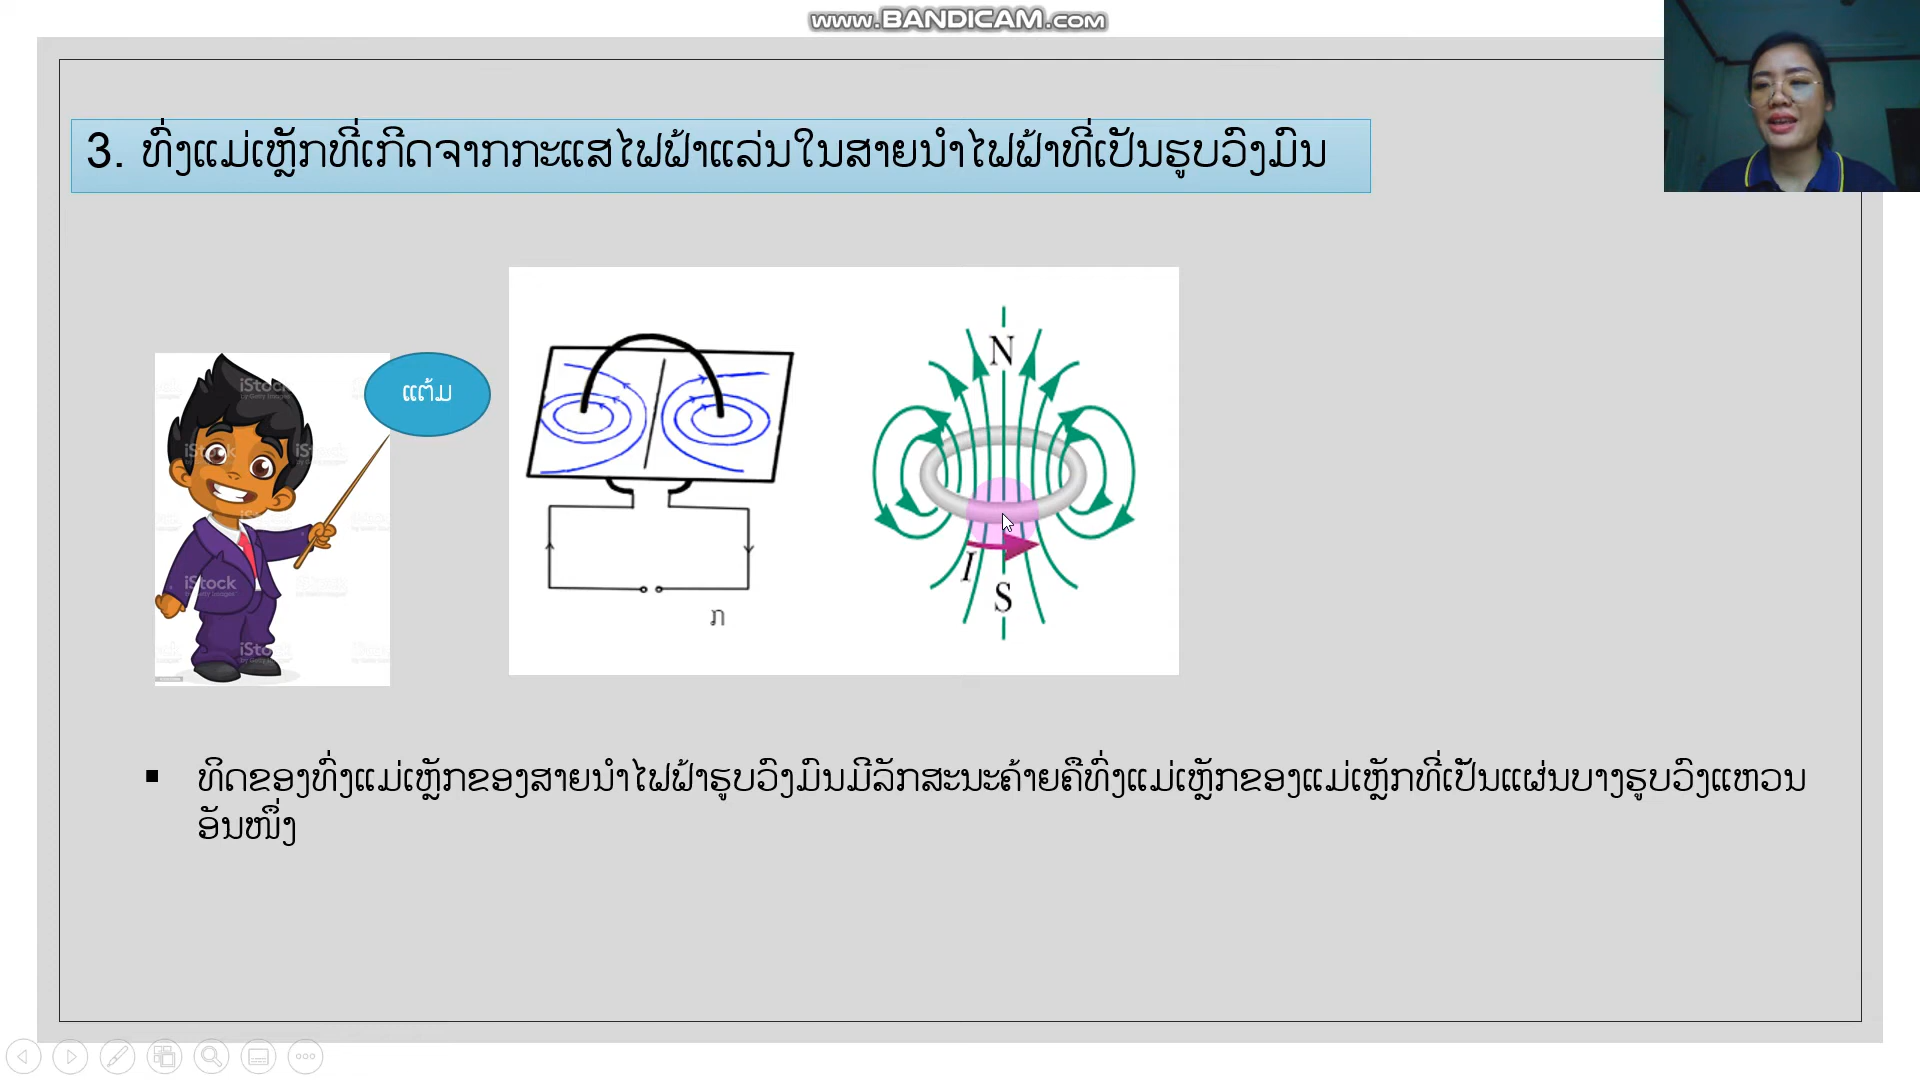 www.BANDICAM.com
3. ທົ່ງແມ່ເຫຼັກທີ່ເກີດຈາກກະແສໄຟຟ້າແລ່ນໃນສາຍນຳໄຟຟ້າທີ່ເປັນຮູບວົງມົນ
ແຕ້ມ
N
I
S
ກ
iStock
iStock
iStock
iStock
▪ ທິດຂອງທົ່ງແມ່ເຫຼັກຂອງສາຍນຳໄຟຟ້າຮູບວົງມົນມີລັກສະນະຄ້າຍຄືທົ່ງແມ່ເຫຼັກຂອງແມ່ເຫຼັກທີ່ເປັນແຜ່ນບາງຮູບວົງແຫວນ
ອັນໜຶ່ງ